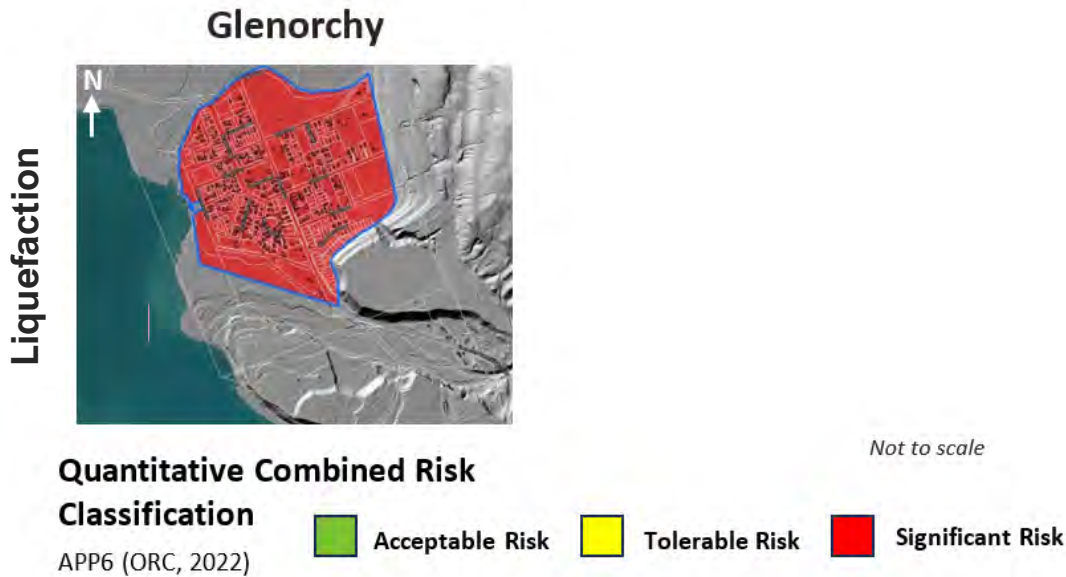 Glenorchy
N
Liquefaction
Not to scale
Quantitative Combined Risk
Classification
APP6 (ORC, 2022)
Acceptable Risk
Tolerable Risk
Significant Risk